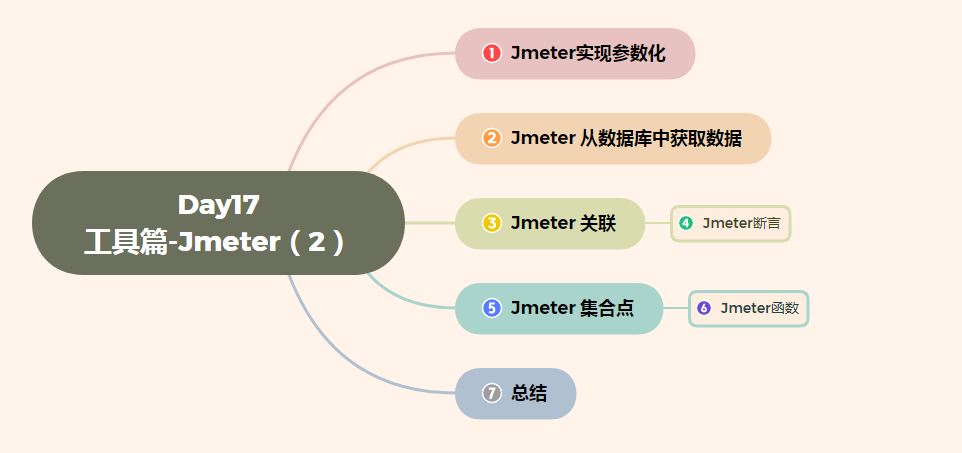 Day17
工具篇-Jmeter（2）
1 Jmeter实现参数化
2 Jmeter 从数据库中获取数据
3 Jmeter 关联
4 Jmeter断言
5 Jmeter 集合点
6 Jmeter函数
7 总结